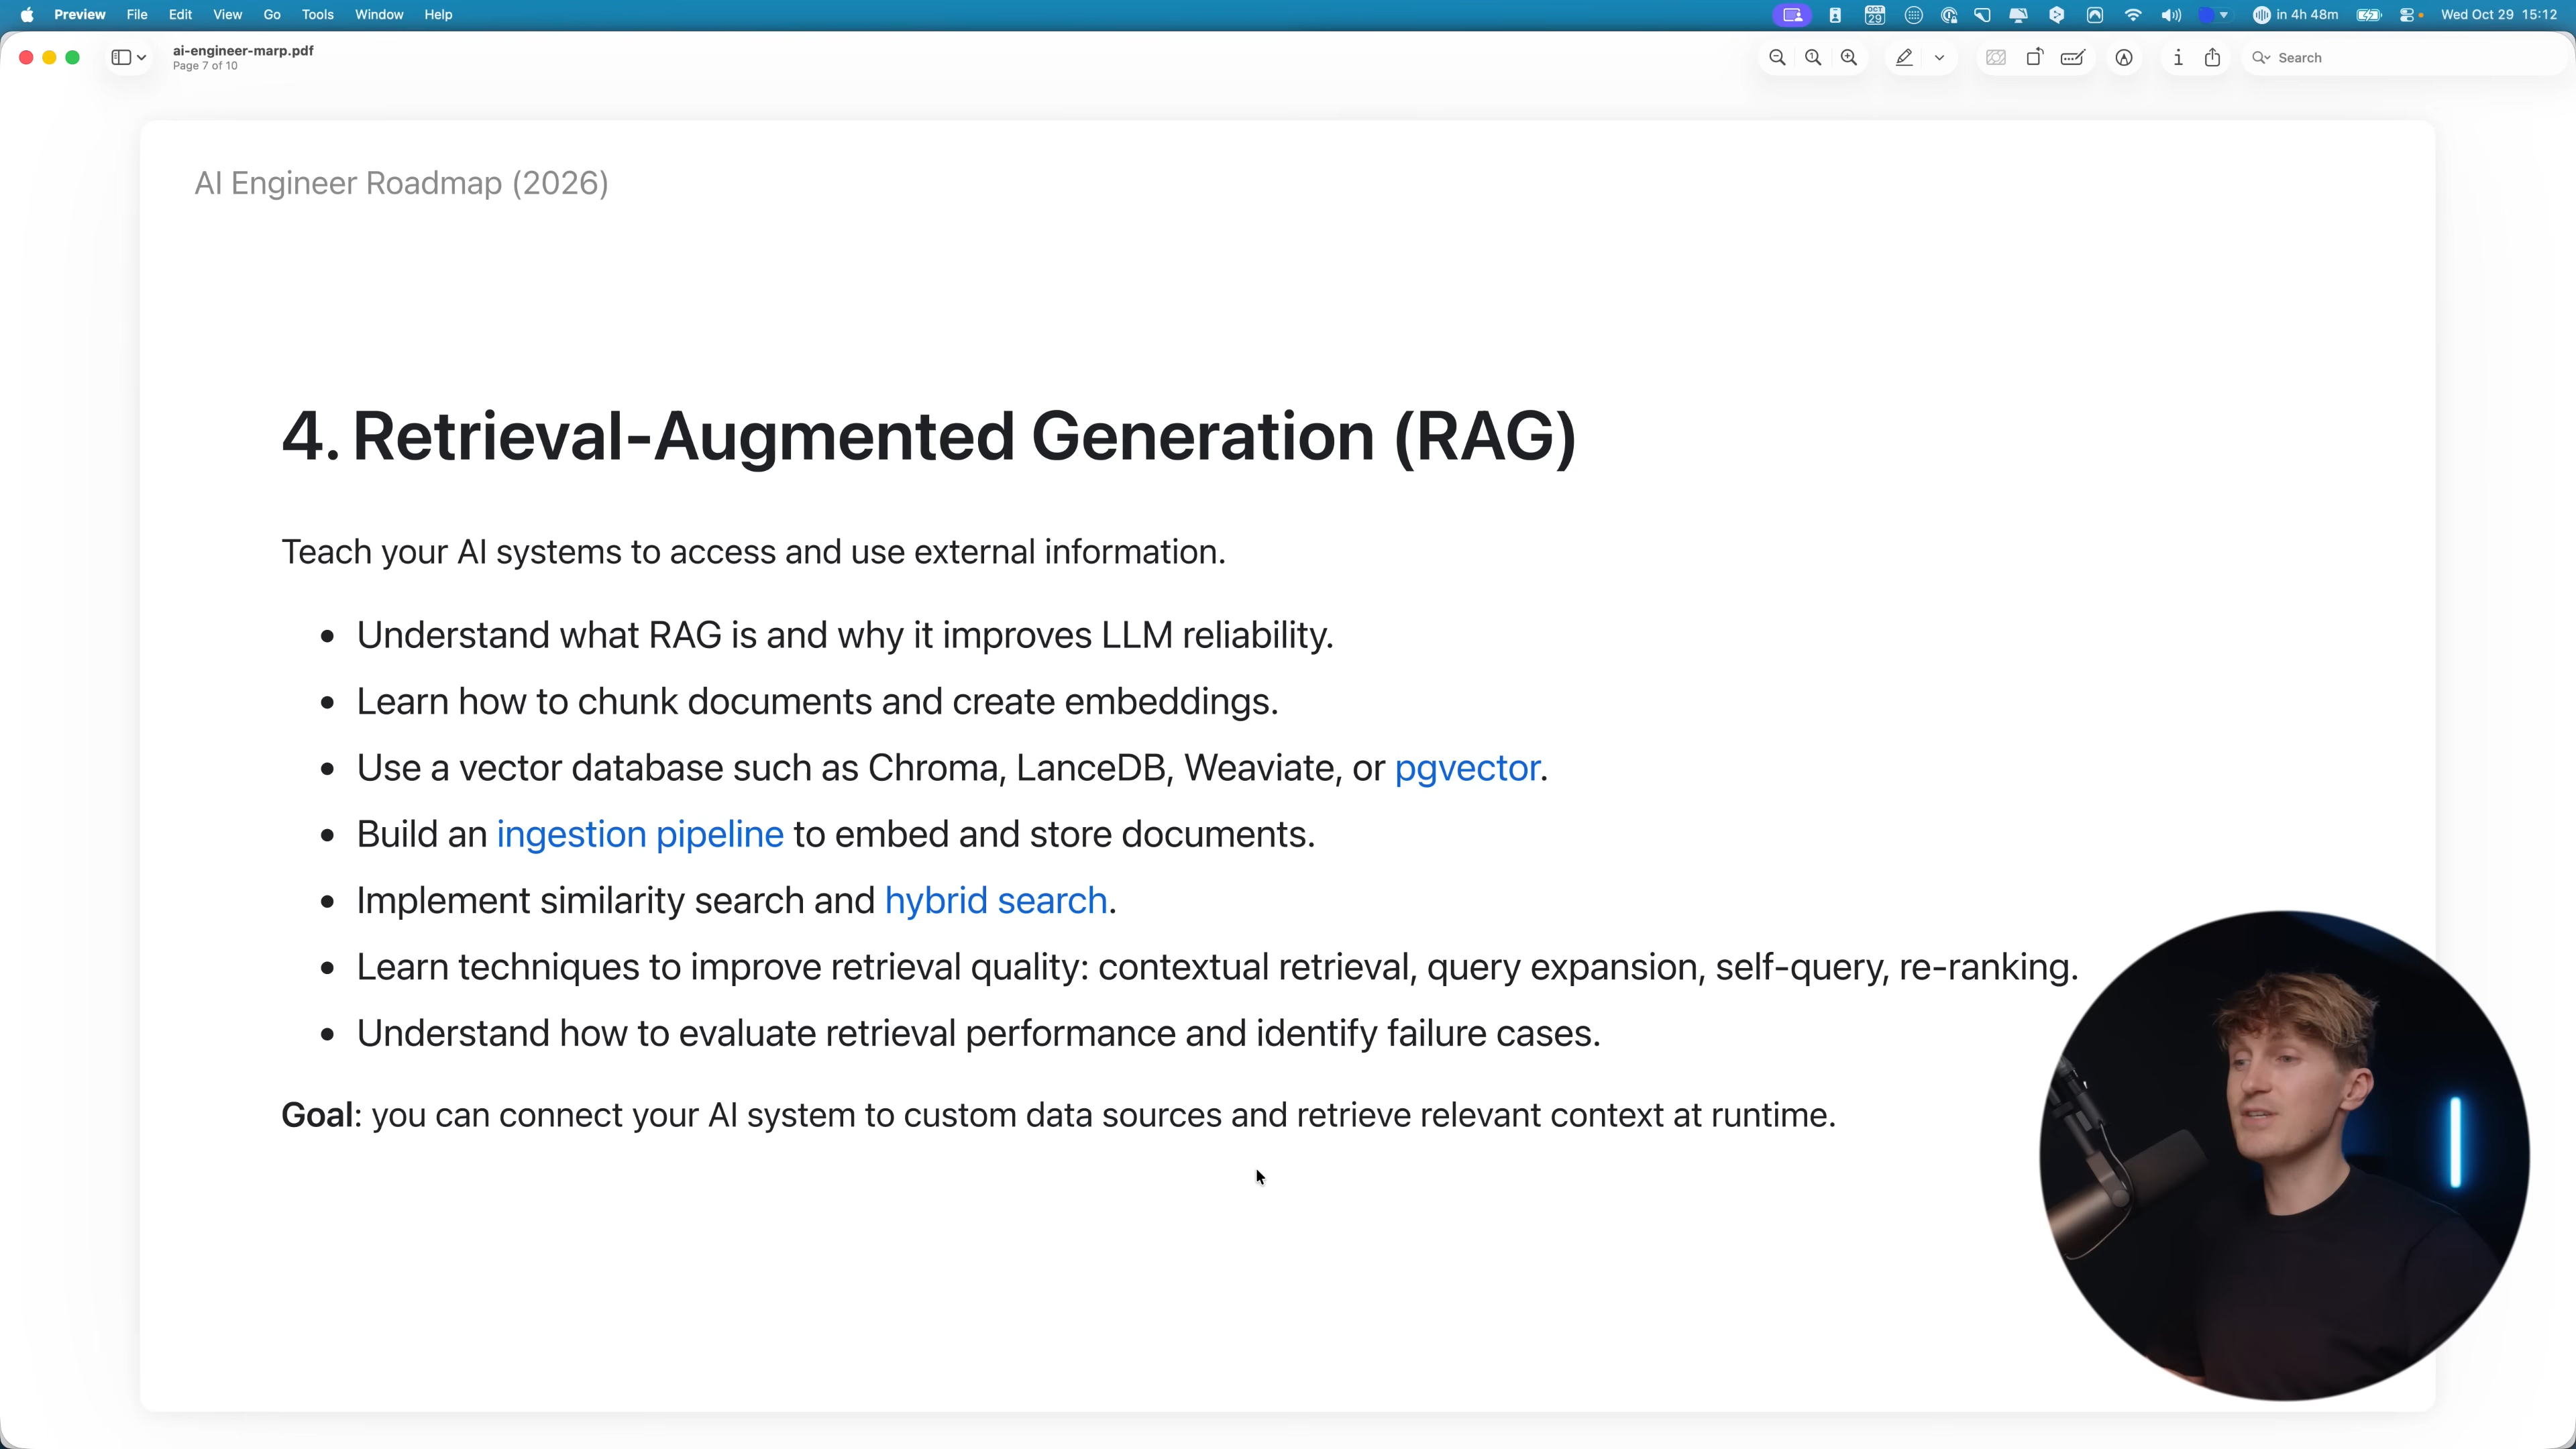 Preview File Edit View Go Tools Window Help
OCT 29 in 4h 48m Wed Oct 29 15:12
ai-engineer-marp.pdf
Page 7 of 10
Search
AI Engineer Roadmap (2026)
4. Retrieval-Augmented Generation (RAG)
Teach your AI systems to access and use external information.
• Understand what RAG is and why it improves LLM reliability.
• Learn how to chunk documents and create embeddings.
• Use a vector database such as Chroma, LanceDB, Weaviate, or pgvector.
• Build an ingestion pipeline to embed and store documents.
• Implement similarity search and hybrid search.
• Learn techniques to improve retrieval quality: contextual retrieval, query expansion, self-query, re-ranking.
• Understand how to evaluate retrieval performance and identify failure cases.
Goal: you can connect your AI system to custom data sources and retrieve relevant context at runtime.